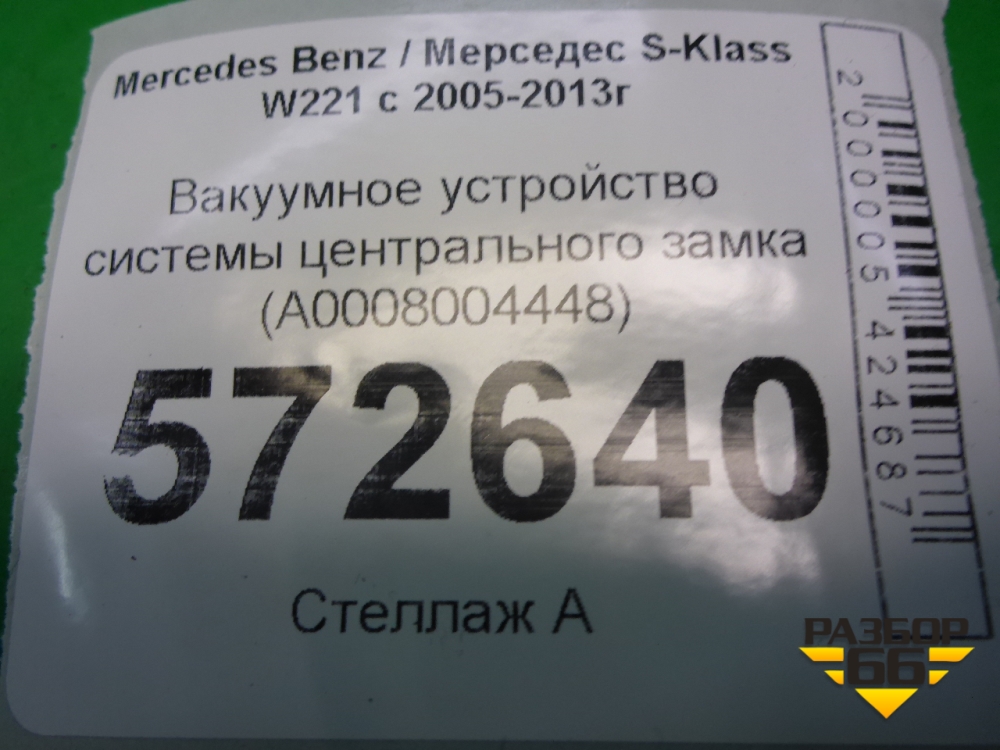 Mercedes Benz / Мерседес S-Klass
W221 с 2005-2013г
Вакуумное устройство
системы центрального замка
(A0008004448)
572640
Стеллаж А
2000005424687
РАЗБОР
66